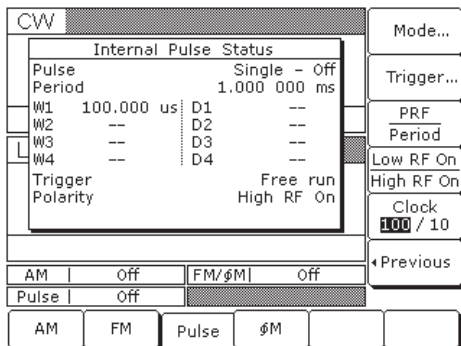 CW
Internal Pulse Status
Pulse Single – Off
Period 1.000 000 ms
W1 100.000 us D1 --
W2 -- D2 --
W3 -- D3 --
W4 -- D4 --
Trigger Free run
Polarity High RF On
L
AM Off FM/ϕM Off
Pulse Off
AM FM Pulse ϕM
Mode...
Trigger...
PRF
Period
Low RF On
High RF On
Clock
100 / 10
Previous